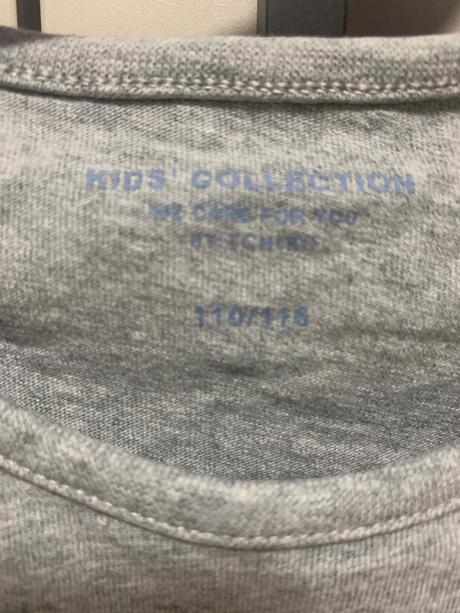 KIDS' COLLECTION
WE CARE FOR YOU
BY TCHIBO
110/116